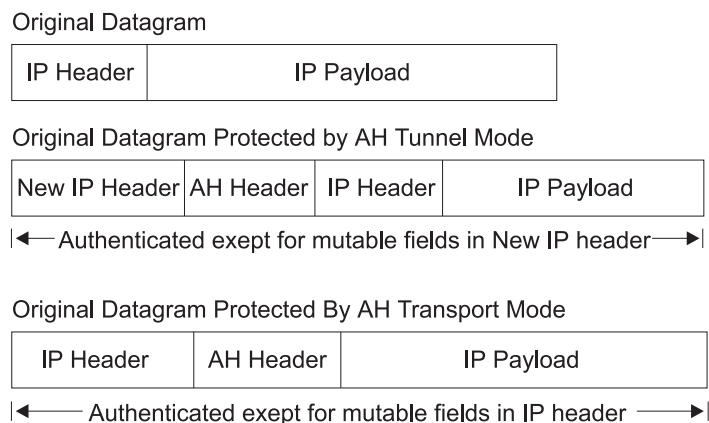 Original Datagram
IP Header IP Payload
Original Datagram Protected by AH Tunnel Mode
New IP Header AH Header IP Header IP Payload
Authenticated exept for mutable fields in New IP header
Original Datagram Protected By AH Transport Mode
IP Header AH Header IP Payload
Authenticated exept for mutable fields in IP header